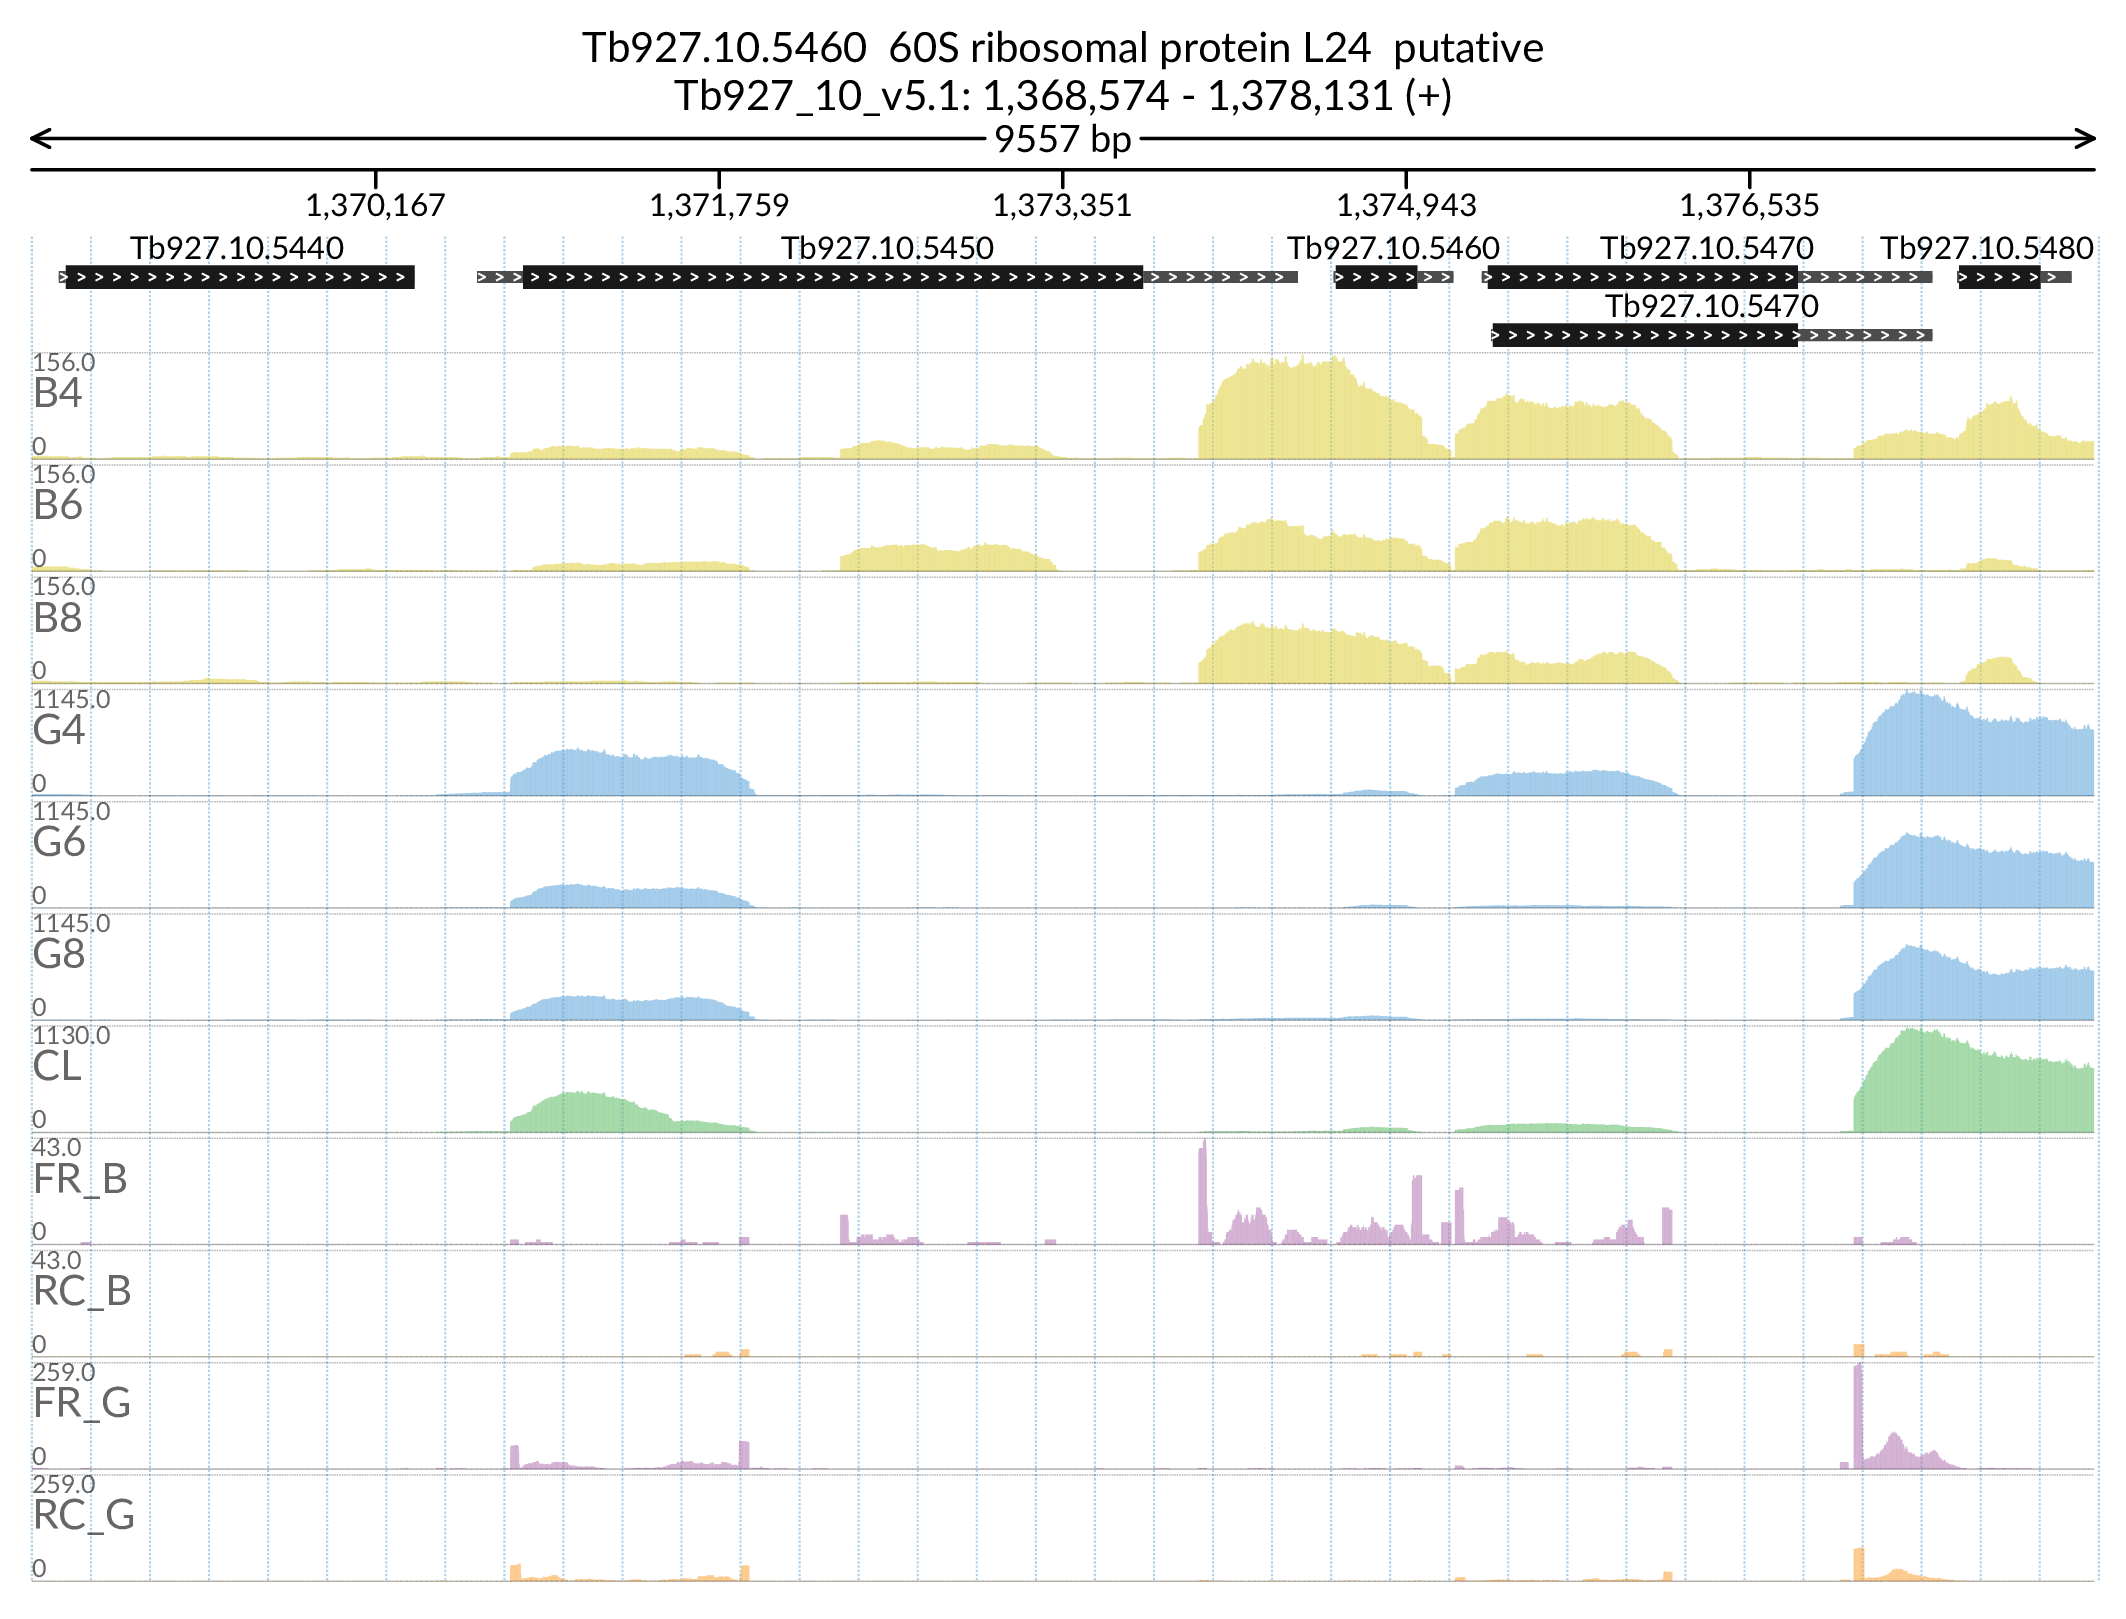 Tb927.10.5460  60S ribosomal protein L24  putative
Tb927_10_v5.1: 1,368,574 - 1,378,131 (+)
9557 bp
1,370,167 1,371,759 1,373,351 1,374,943 1,376,535
Tb927.10.5440 Tb927.10.5450 Tb927.10.5460 Tb927.10.5470 Tb927.10.5480
Tb927.10.5470
156.0
B4
0
156.0
B6
0
156.0
B8
0
1145.0
G4
0
1145.0
G6
0
1145.0
G8
0
1130.0
CL
0
43.0
FR_B
0
43.0
RC_B
0
259.0
FR_G
0
259.0
RC_G
0